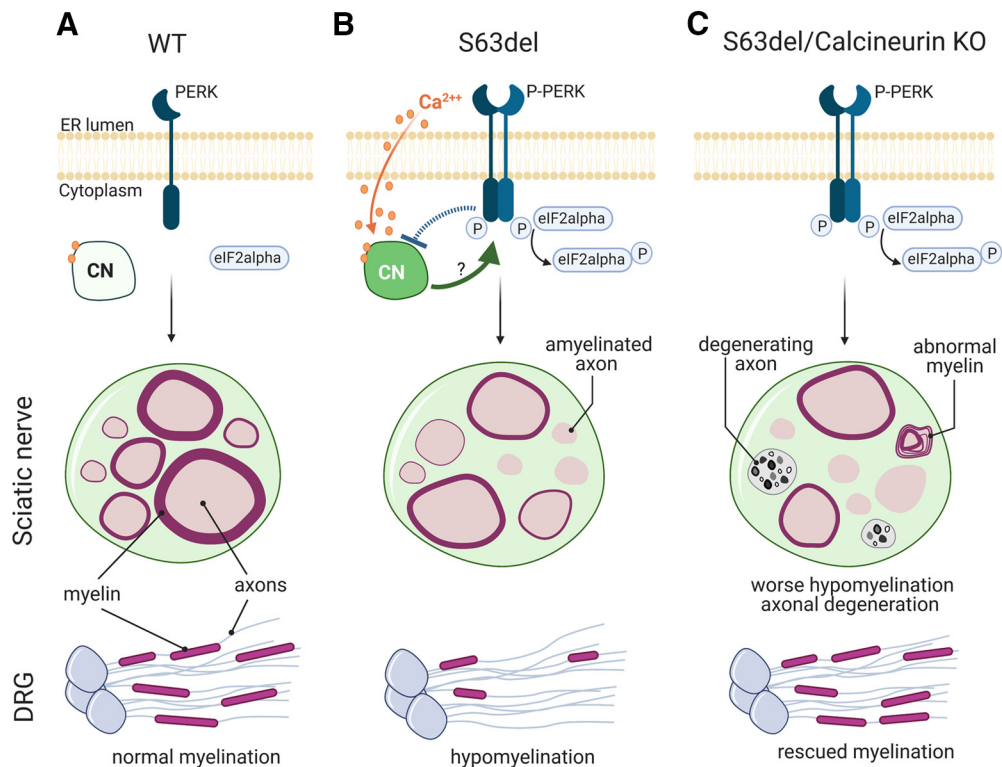 A
WT
PERK
ER lumen
Cytoplasm
CN
eIF2alpha
B
S63del
Ca²⁺⁺
P-PERK
P
P
eIF2alpha
eIF2alpha
P
CN
?
C
S63del/Calcineurin KO
P-PERK
P
P
eIF2alpha
eIF2alpha
P
Sciatic nerve
myelin
axons
amyelinated
axon
degenerating
axon
abnormal
myelin
worse hypomyelination
axonal degeneration
DRG
normal myelination
hypomyelination
rescued myelination